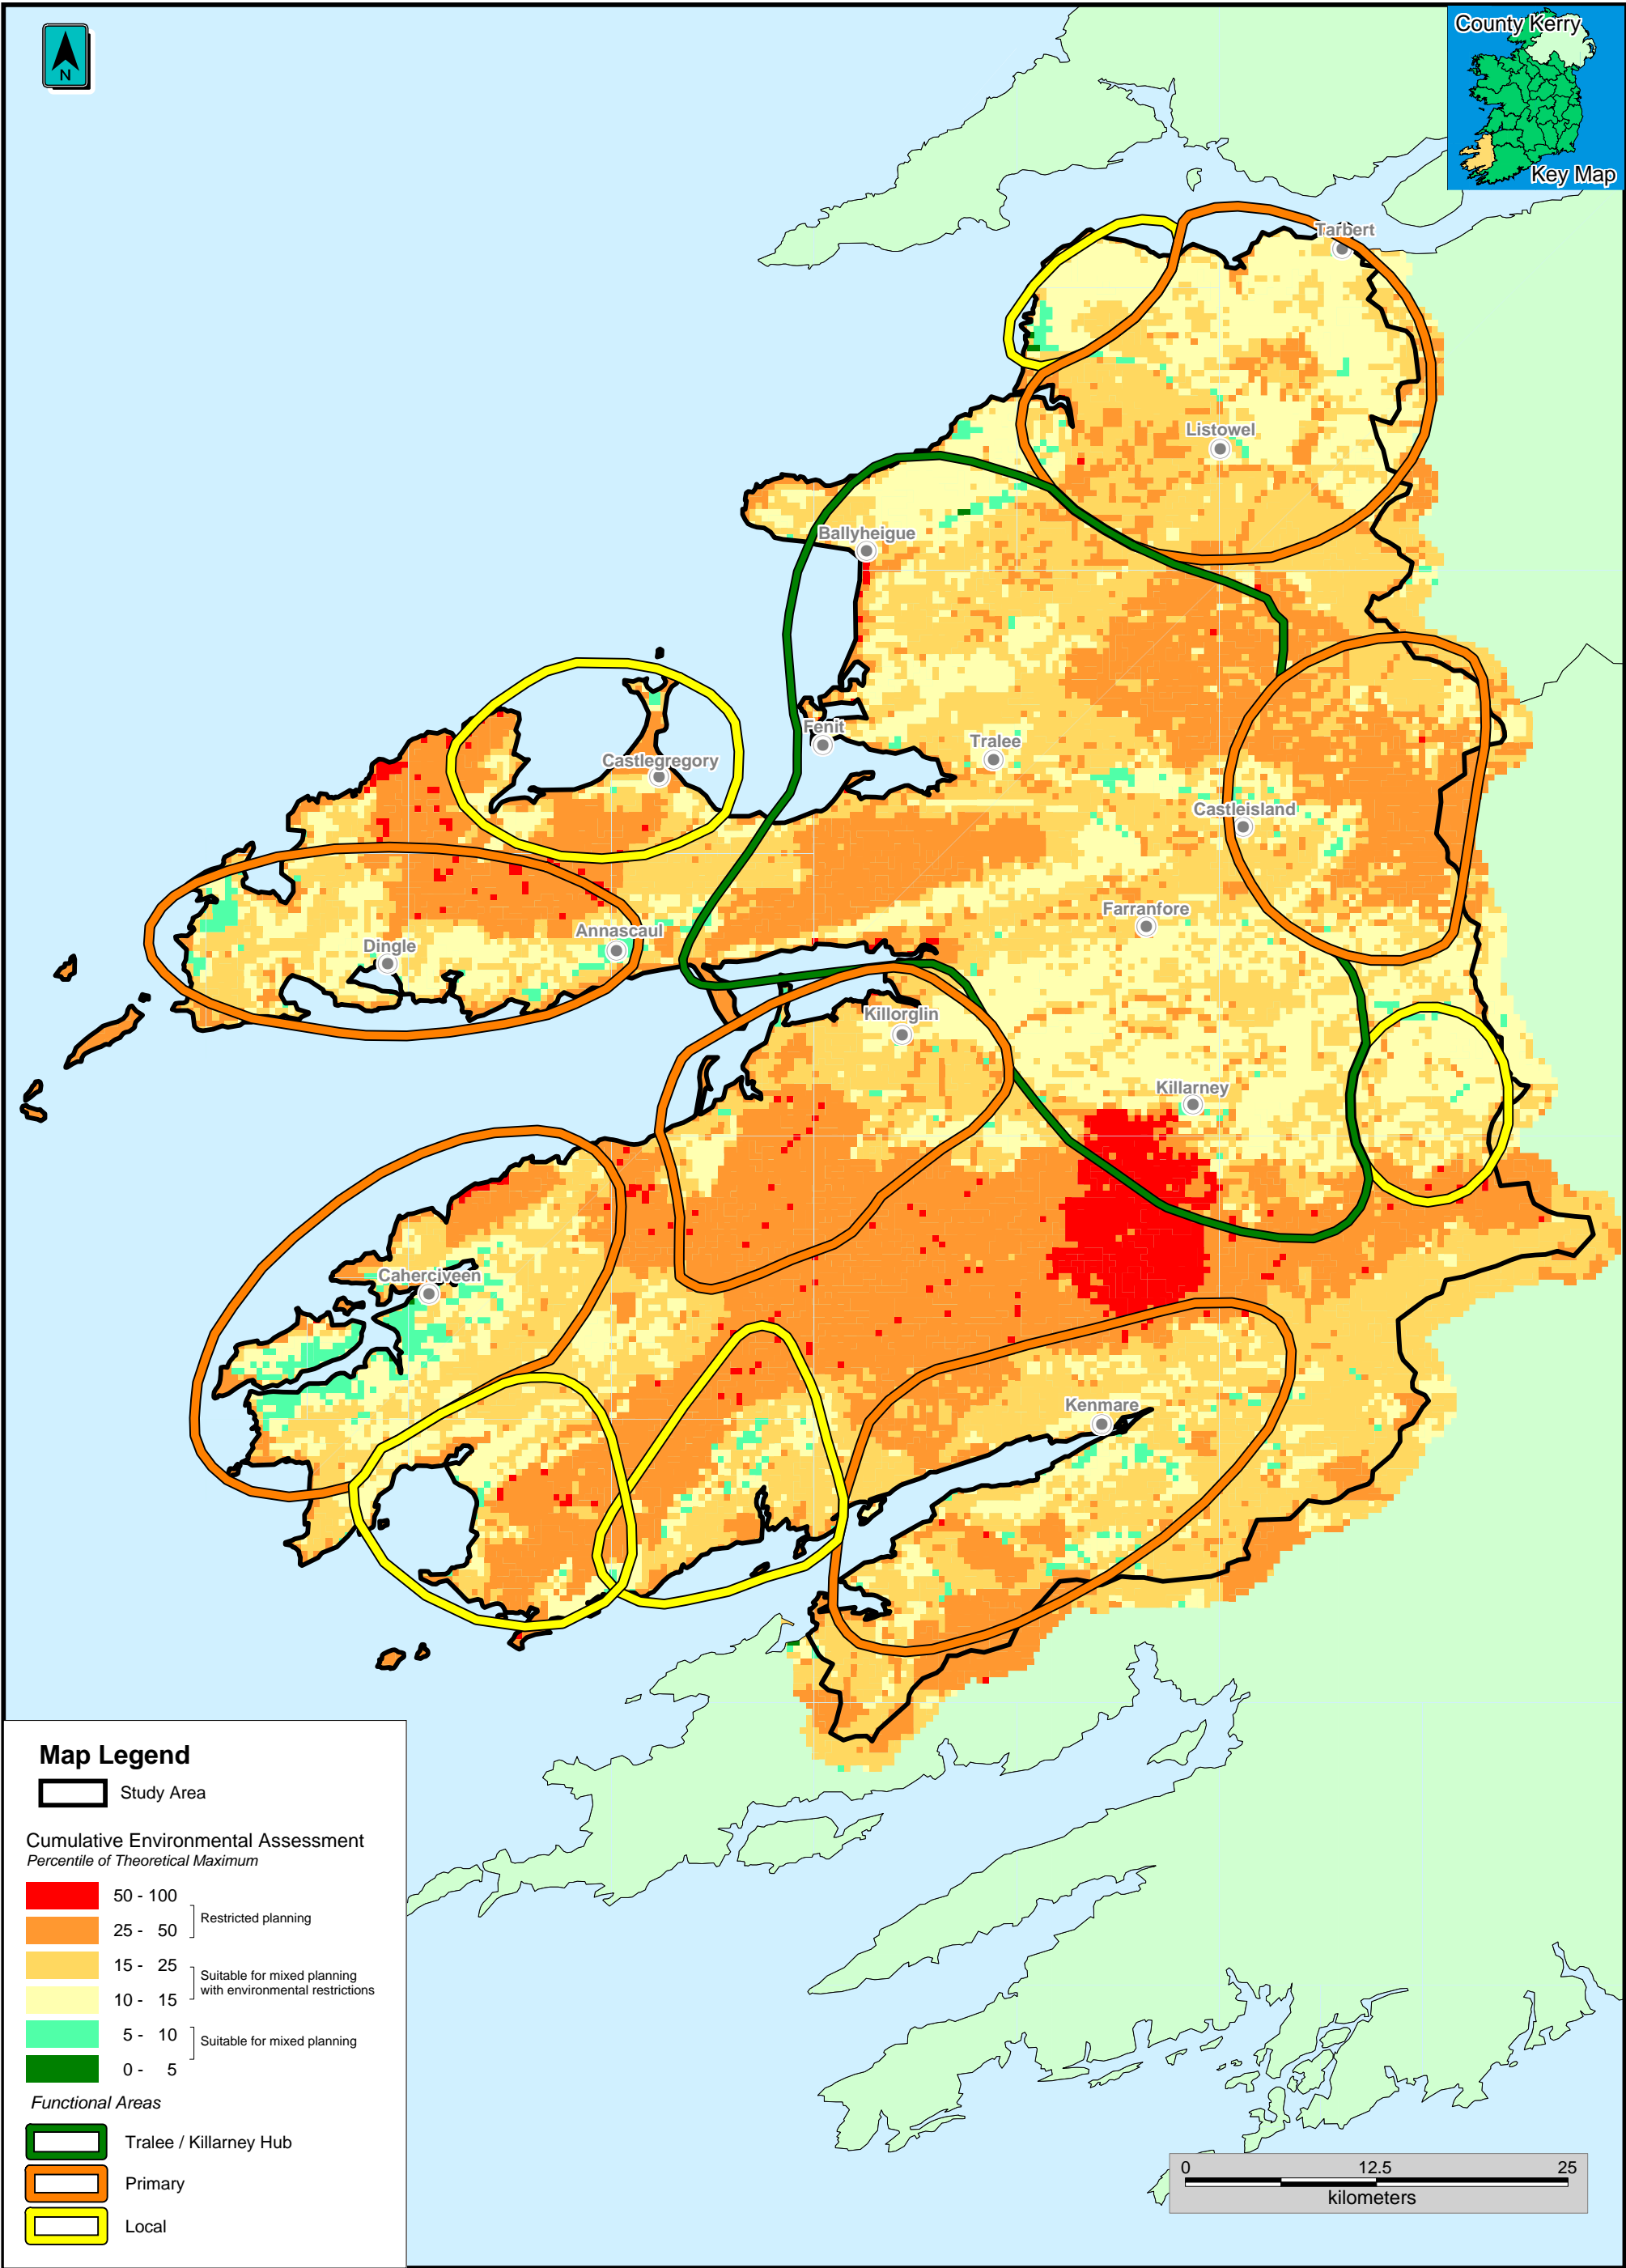 N
County Kerry
Key Map
Tarbert
Listowel
Ballyheigue
Fenit
Tralee
Castlegregory
Castleisland
Farranfore
Annascaul
Dingle
Killorglin
Killarney
Caherciveen
Kenmare
Map Legend
Study Area
Cumulative Environmental Assessment
Percentile of Theoretical Maximum
50 - 100
Restricted planning
25 - 50
15 - 25
Suitable for mixed planning
with environmental restrictions
10 - 15
5 - 10
Suitable for mixed planning
0 - 5
Functional Areas
Tralee / Killarney Hub
Primary
Local
0 12.5 25
kilometers